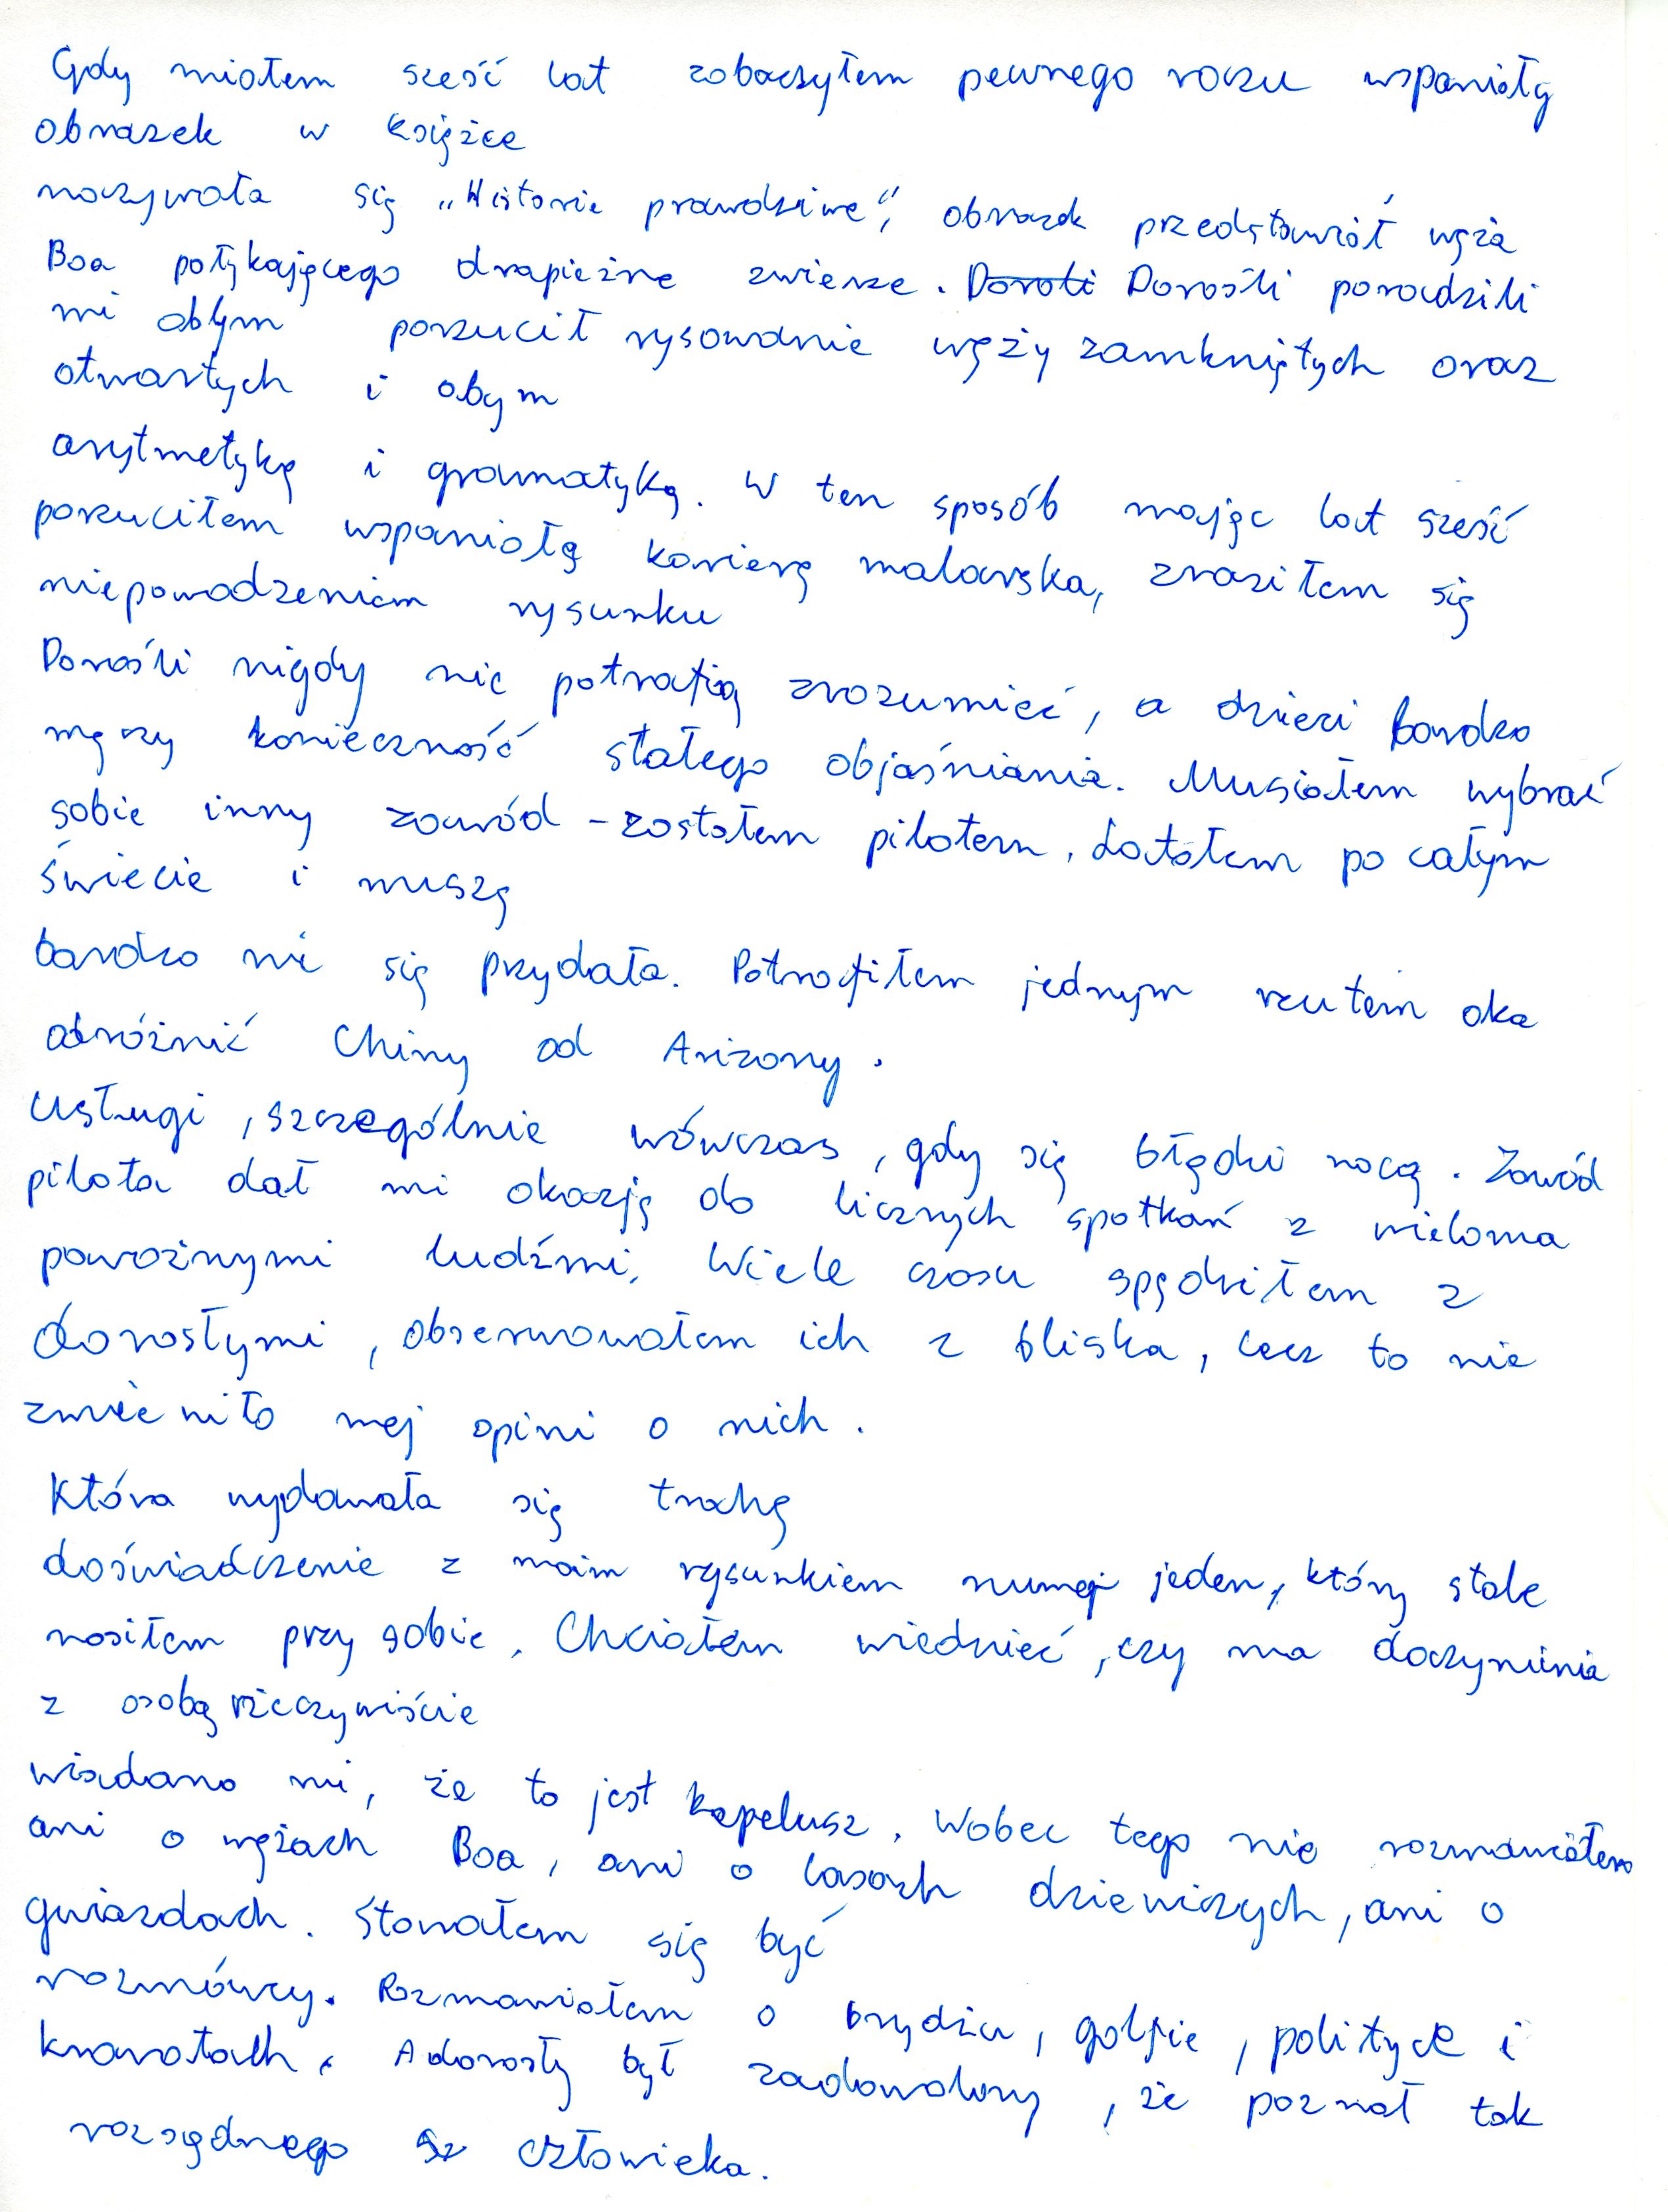 Gdy miałem sześć lat zobaczyłem pewnego razu wspaniały
obrazek w książce
nazywała się „Historie prawdziwe", obrazek przedstawiał węża
Boa połykającego drapieżne zwierze. Doroli Dorośli poradzili
mi abym porzucił rysowanie węży zamkniętych oraz
otwartych i abym
arytmetykę i gramatyką. W ten sposób mając lat sześć
porzuciłem wspaniałą karierę malarska, zraziłem się
niepowodzeniem rysunku
Dorośli nigdy nie potrafią zrozumieć, a dzieci bardzo
męczy konieczność stałego objaśniania. Musiałem wybrać
sobie inny zawód - zostałem pilotem. Latałem po całym
świecie i muszę
bardzo mi się przydała. Potrafiłem jednym rzutem oka
odróżnić Chiny od Arizony.
usługi, szczególnie wówczas, gdy się błądzi nocą. Zawód
pilota dał mi okazję do licznych spotkań z wieloma
poważnymi ludźmi. Wiele czasu spędziłem z
dorosłymi, obserwowałem ich z bliska, lecz to nie
zmieniło mej opini o nich.
Która wydawała się trochę
doświadczenie z moim rysunkiem numer jeden, który stale
nosiłem przy sobie. Chciałem wiedzieć, czy ma doczynienia
z osobą rzeczywiście
wiadano mi, że to jest kapelusz. Wobec tego nie rozmawiałem
ani o wężach Boa, ani o lasach dziewiczych, ani o
gwiazdach. Starałem się być
rozmówcy. Rozmawiałem o brydżu, golfie, polityce i
krawatach. A dorosły był zadowolony, że poznał tak
rozsądnego człowieka.